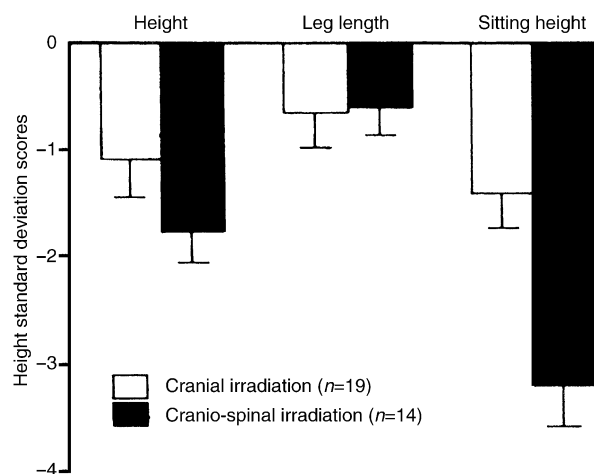 Height Leg length Sitting height
0
−1
−2
−3
−4
Height standard deviation scores
Cranial irradiation (n=19)
Cranio-spinal irradiation (n=14)